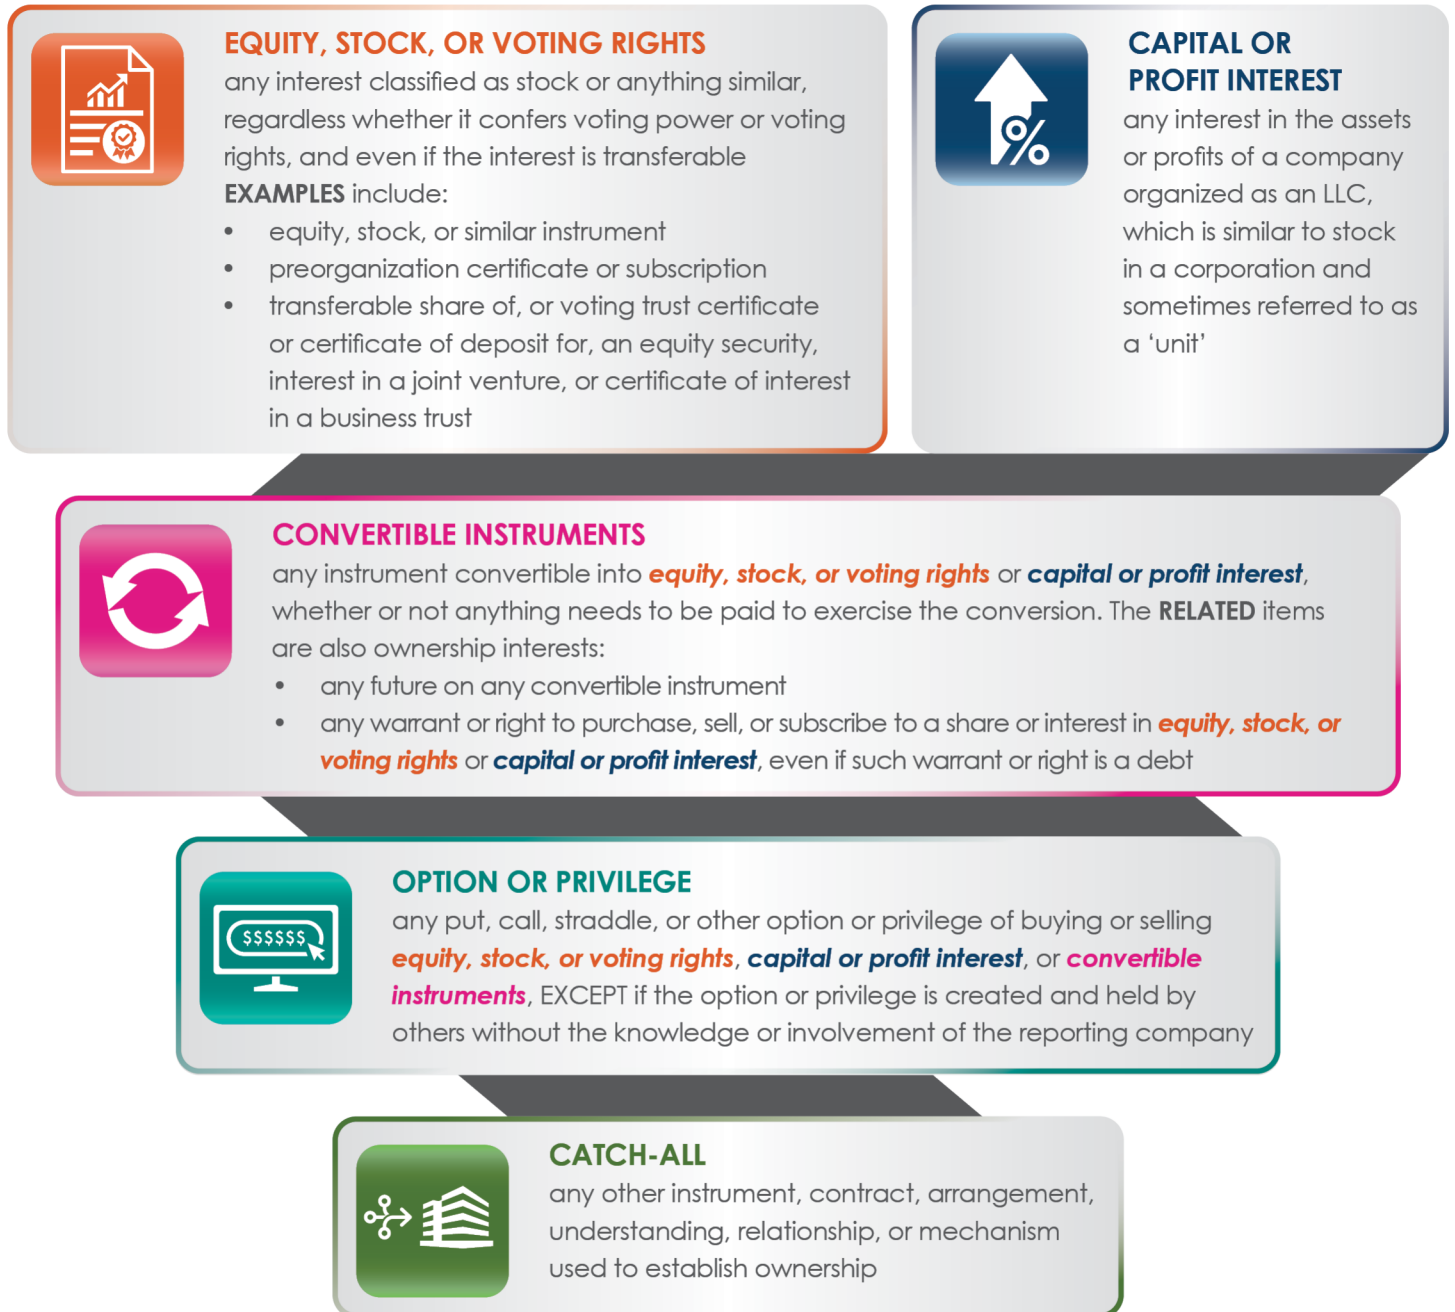 EQUITY, STOCK, OR VOTING RIGHTS
any interest classified as stock or anything similar,
regardless whether it confers voting power or voting
rights, and even if the interest is transferable
EXAMPLES include:
• equity, stock, or similar instrument
• preorganization certificate or subscription
• transferable share of, or voting trust certificate
or certificate of deposit for, an equity security,
interest in a joint venture, or certificate of interest
in a business trust
%
CAPITAL OR
PROFIT INTEREST
any interest in the assets
or profits of a company
organized as an LLC,
which is similar to stock
in a corporation and
sometimes referred to as
a ‘unit’
CONVERTIBLE INSTRUMENTS
any instrument convertible into equity, stock, or voting rights or capital or profit interest,
whether or not anything needs to be paid to exercise the conversion. The RELATED items
are also ownership interests:
• any future on any convertible instrument
• any warrant or right to purchase, sell, or subscribe to a share or interest in equity, stock, or
voting rights or capital or profit interest, even if such warrant or right is a debt
$$$$$$
OPTION OR PRIVILEGE
any put, call, straddle, or other option or privilege of buying or selling
equity, stock, or voting rights, capital or profit interest, or convertible
instruments, EXCEPT if the option or privilege is created and held by
others without the knowledge or involvement of the reporting company
CATCH-ALL
any other instrument, contract, arrangement,
understanding, relationship, or mechanism
used to establish ownership